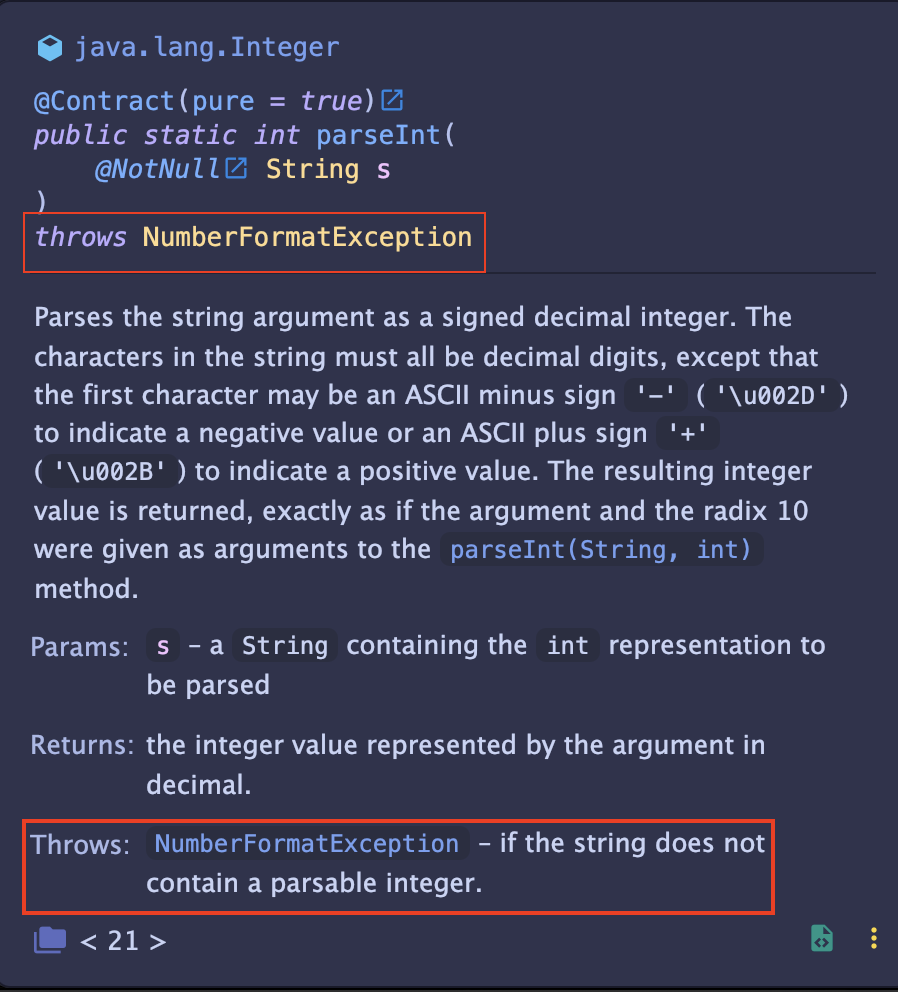 java.lang.Integer
@Contract(pure = true)
public static int parseInt(
@NotNull String s
)
throws NumberFormatException
Parses the string argument as a signed decimal integer. The
characters in the string must all be decimal digits, except that
the first character may be an ASCII minus sign '-' ('\u002D')
to indicate a negative value or an ASCII plus sign '+'
('\u002B') to indicate a positive value. The resulting integer
value is returned, exactly as if the argument and the radix 10
were given as arguments to the parseInt(String, int)
method.
Params: s – a String containing the int representation to
be parsed
Returns: the integer value represented by the argument in
decimal.
Throws: NumberFormatException – if the string does not
contain a parsable integer.
< 21 >